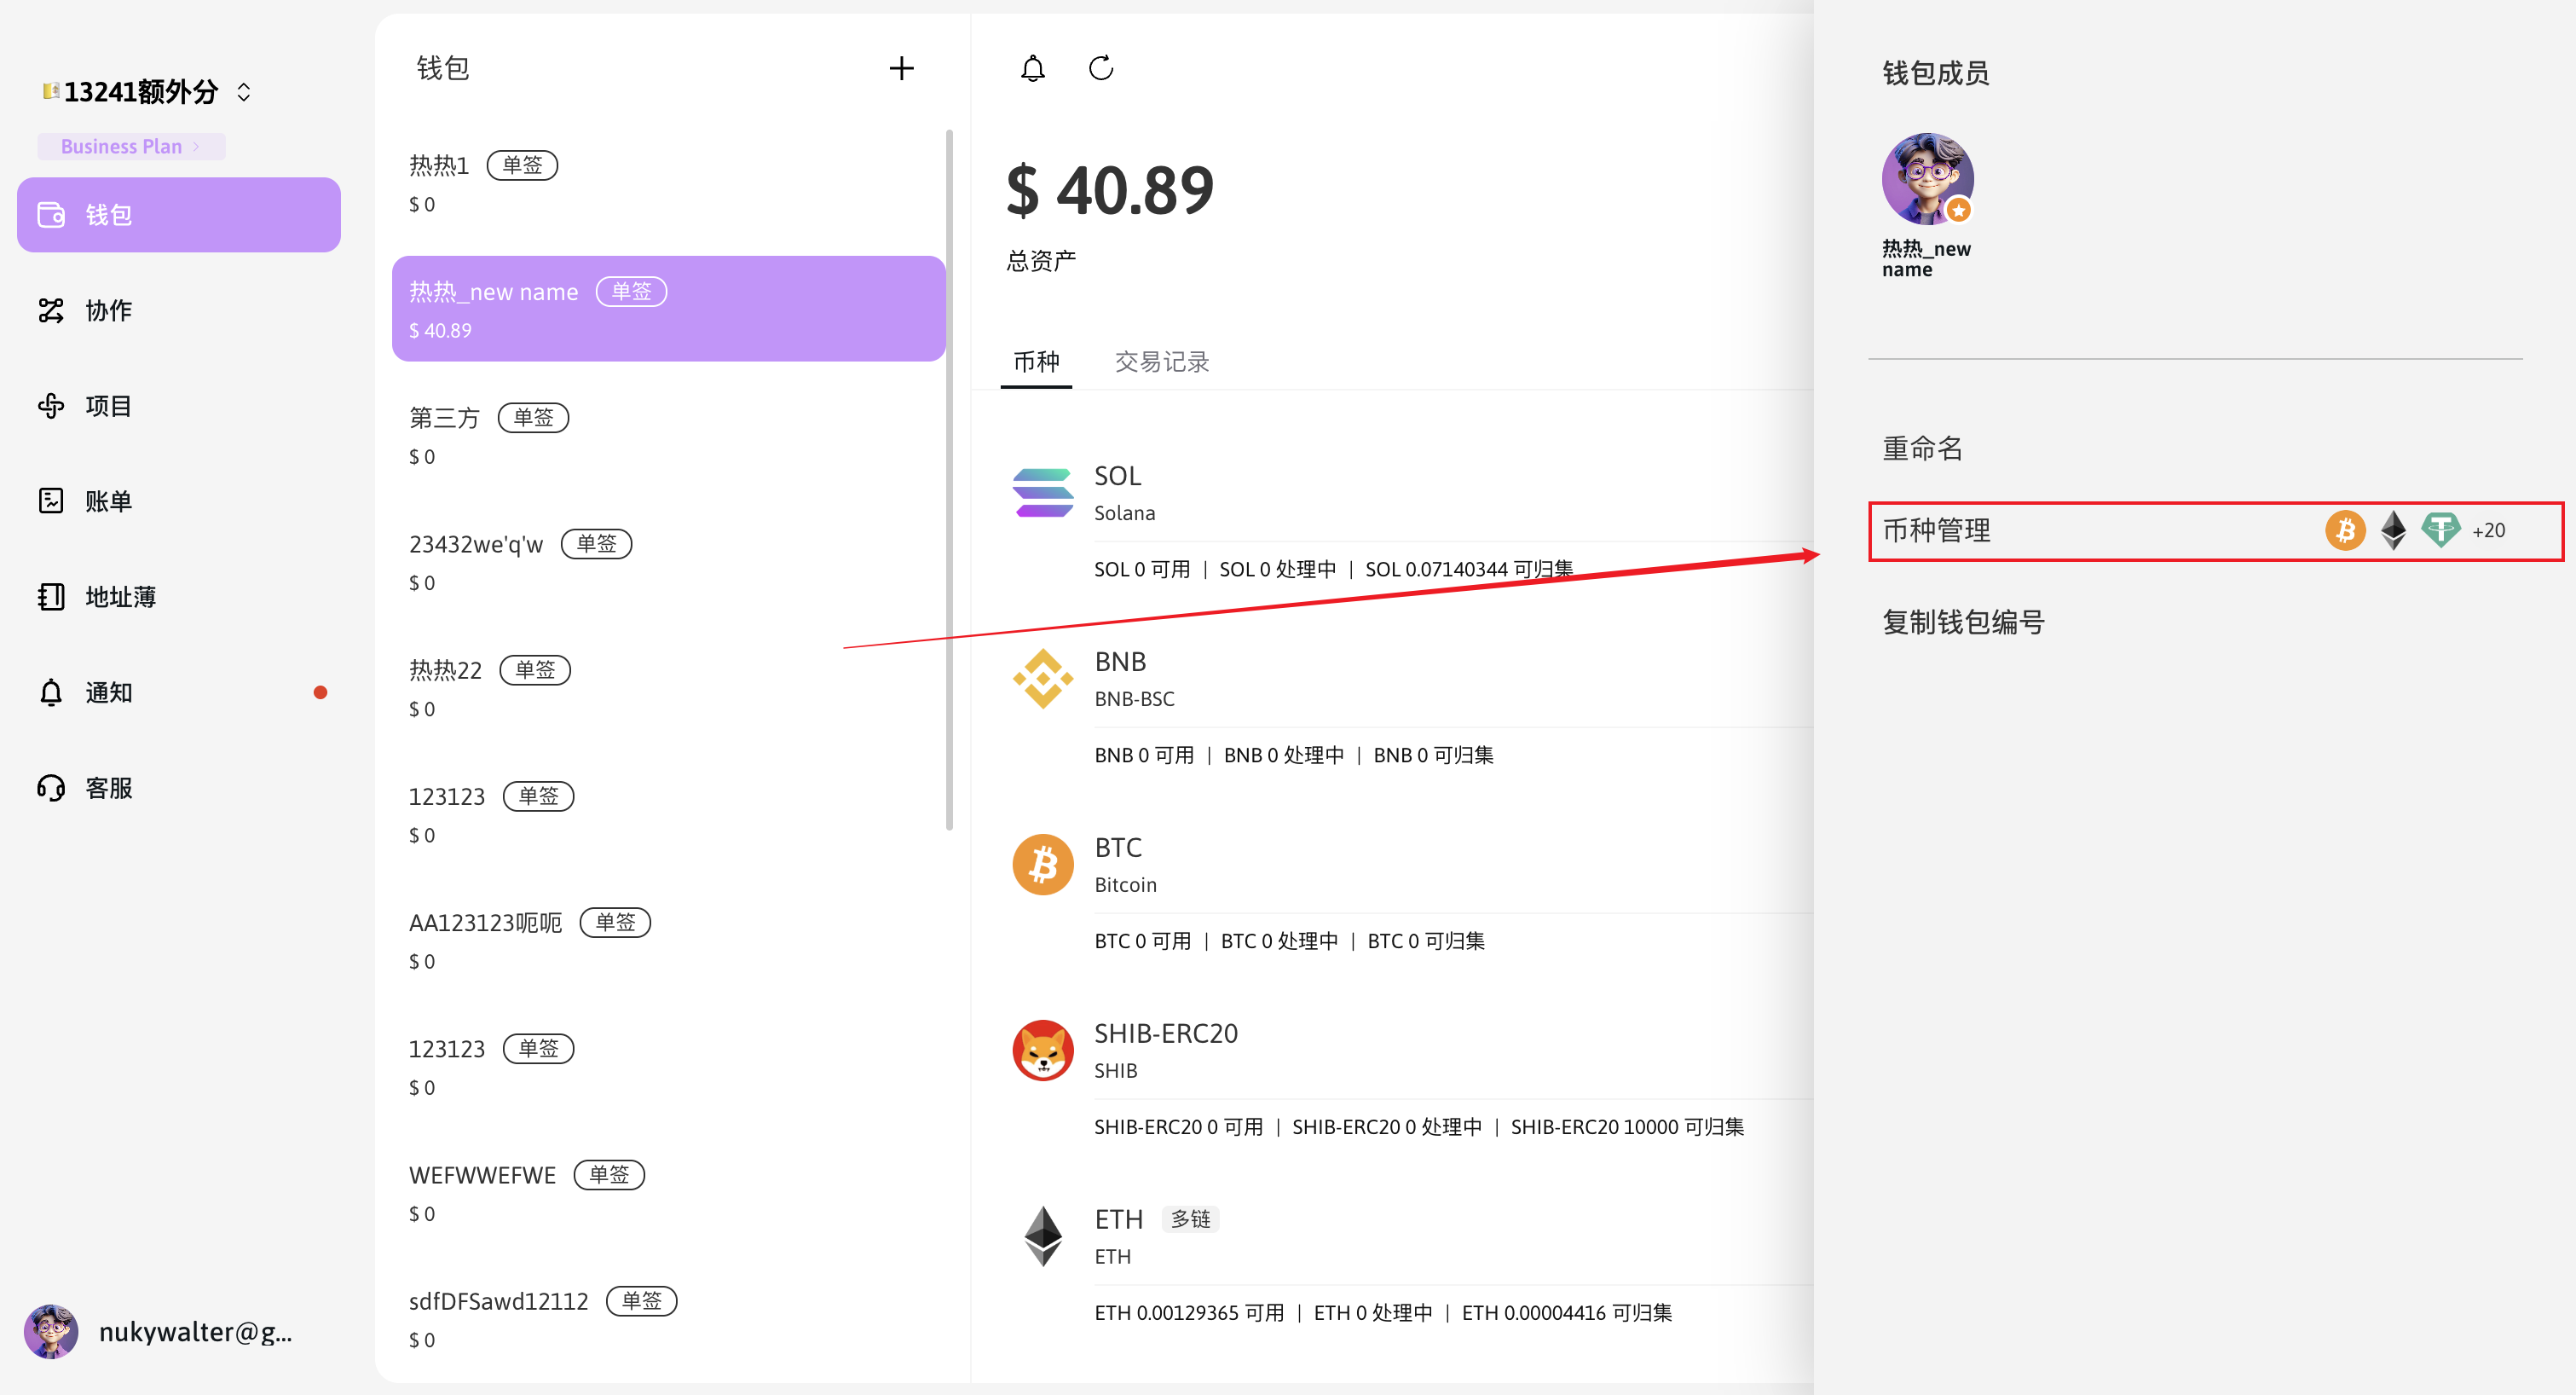 13241额外分
Business Plan
钱包
协作
项目
账单
地址薄
通知
客服
nukywalter@g...
钱包
热热1 单签
$ 0
热热_new name 单签
$ 40.89
第三方 单签
$ 0
23432we'q'w 单签
$ 0
热热22 单签
$ 0
123123 单签
$ 0
AA123123呃呃 单签
$ 0
123123 单签
$ 0
WEFWWEFWE 单签
$ 0
sdfDFSawd12112 单签
$ 0
$ 40.89
总资产
币种 交易记录
SOL
Solana
SOL 0 可用 | SOL 0 处理中 | SOL 0.07140344 可归集
BNB
BNB-BSC
BNB 0 可用 | BNB 0 处理中 | BNB 0 可归集
BTC
Bitcoin
BTC 0 可用 | BTC 0 处理中 | BTC 0 可归集
SHIB-ERC20
SHIB
SHIB-ERC20 0 可用 | SHIB-ERC20 0 处理中 | SHIB-ERC20 10000 可归集
ETH 多链
ETH
ETH 0.00129365 可用 | ETH 0 处理中 | ETH 0.00004416 可归集
钱包成员
热热_new
name
重命名
币种管理 +20
复制钱包编号